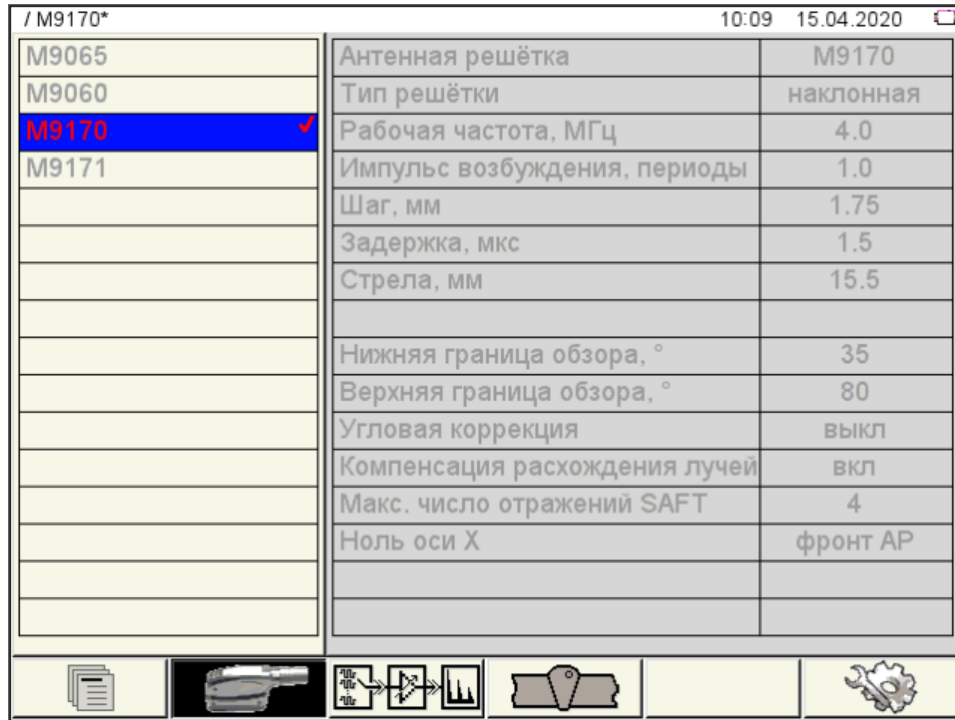 / M9170* 10:09 15.04.2020
M9065
M9060
M9170
M9171
Антенная решётка M9170
Тип решётки наклонная
Рабочая частота, МГц 4.0
Импульс возбуждения, периоды 1.0
Шаг, мм 1.75
Задержка, мкс 1.5
Стрела, мм 15.5
Нижняя граница обзора, ° 35
Верхняя граница обзора, ° 80
Угловая коррекция выкл
Компенсация расхождения лучей вкл
Макс. число отражений SAFT 4
Ноль оси X фронт АР